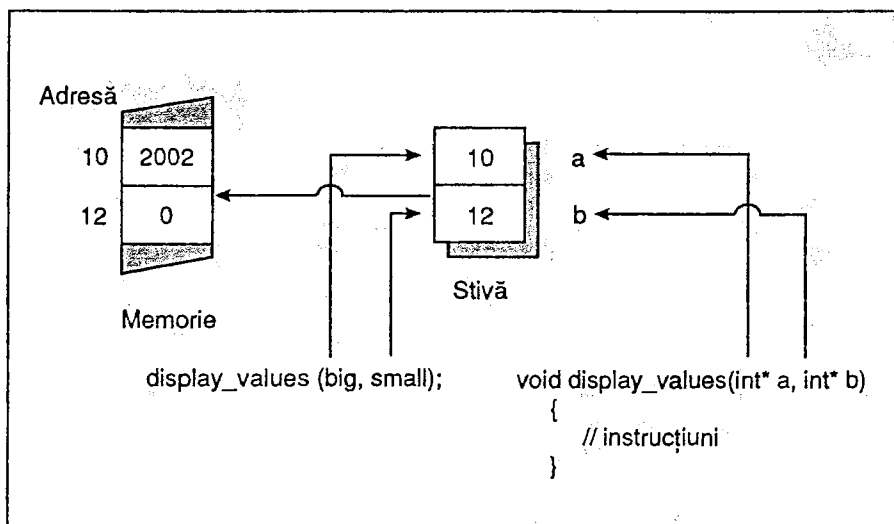 Adresă
10 2002 10 a
12 0 12 b
Stivă
Memorie
display_values (big, small); void display_values(int* a, int* b)
{
// instrucțiuni
}